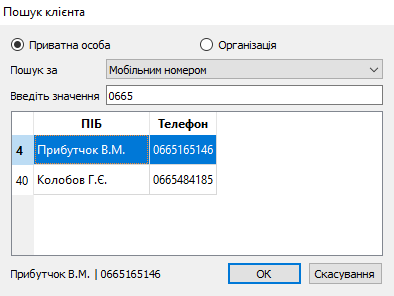 Пошук клієнта
Приватна особа Організація
Пошук за Мобільним номером
Введіть значення 0665
ПІБ Телефон
4 Прибутчок В.М. 0665165146
40 Колобов Г.Є. 0665484185
Прибутчок В.М. | 0665165146 ОК Скасування